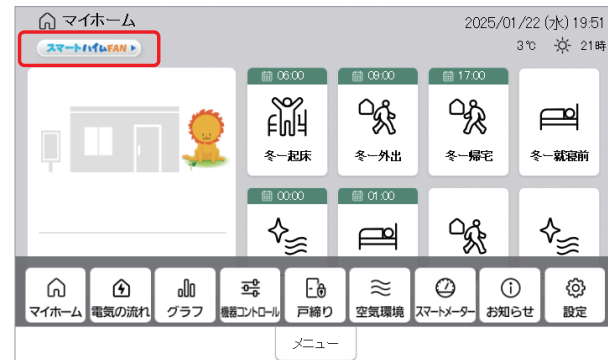 マイホーム
2025/01/22 (水) 19:51
スマートハイムFAN
3℃ 21時
06:00 09:00 17:00
冬ー起床 冬ー外出 冬ー帰宅 冬ー就寝前
00:00 01:00
マイホーム 電気の流れ グラフ 機器コントロール 戸締り 空気環境 スマートメーター お知らせ 設定
メニュー